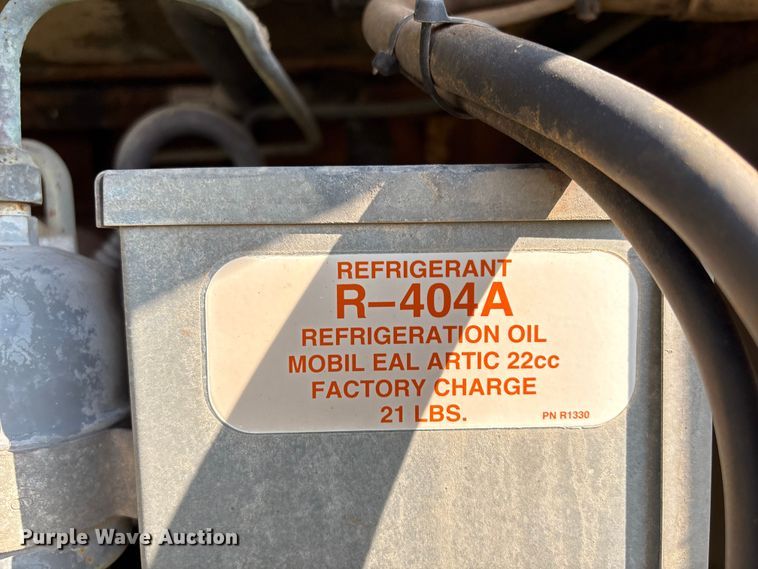 REFRIGERANT
R-404A
REFRIGERATION OIL
MOBIL EAL ARTIC 22cc
FACTORY CHARGE
21 LBS.
PN R1330
Purple Wave Auction